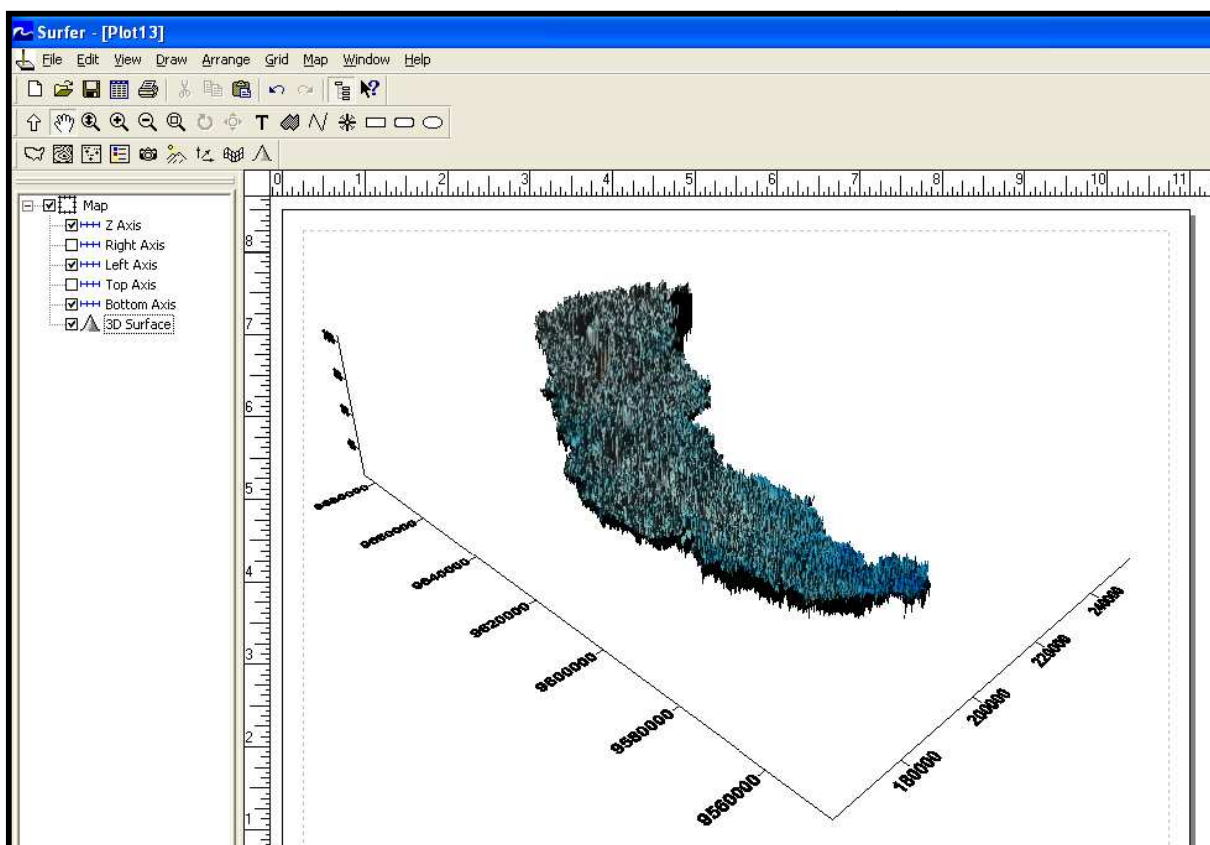 Surfer - [Plot13]
File Edit View Draw Arrange Grid Map Window Help
T
0 1 2 3 4 5 6 7 8 9 10 11
Map
Z Axis
Right Axis
Left Axis
Top Axis
Bottom Axis
3D Surface
8
7
6
5
4
3
2
1
9660000
9640000
9620000
9600000
9580000
9560000
180000
200000
220000
240000